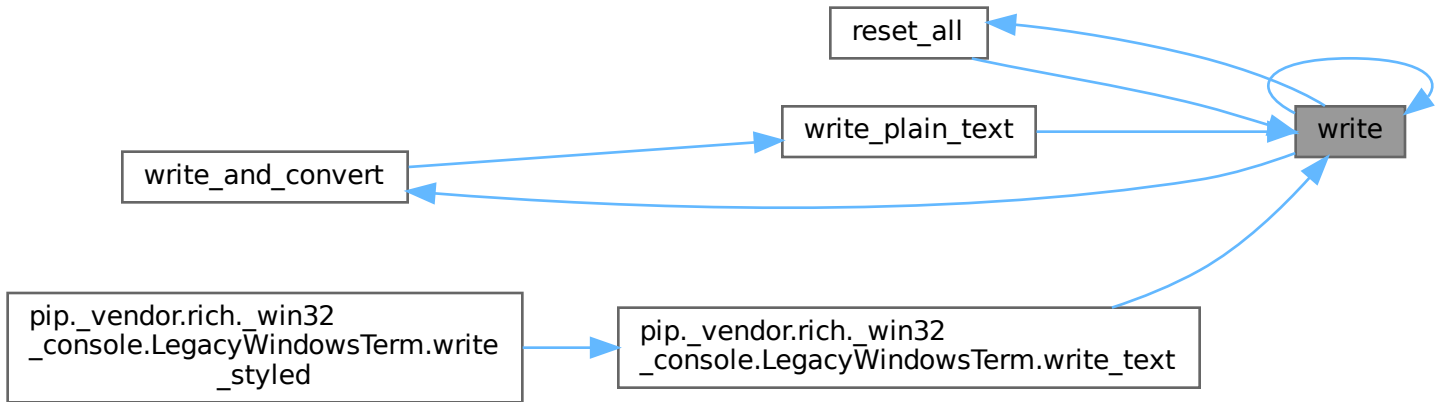 reset_all
write
write_plain_text
write_and_convert
pip._vendor.rich._win32
_console.LegacyWindowsTerm.write
_styled
pip._vendor.rich._win32
_console.LegacyWindowsTerm.write_text